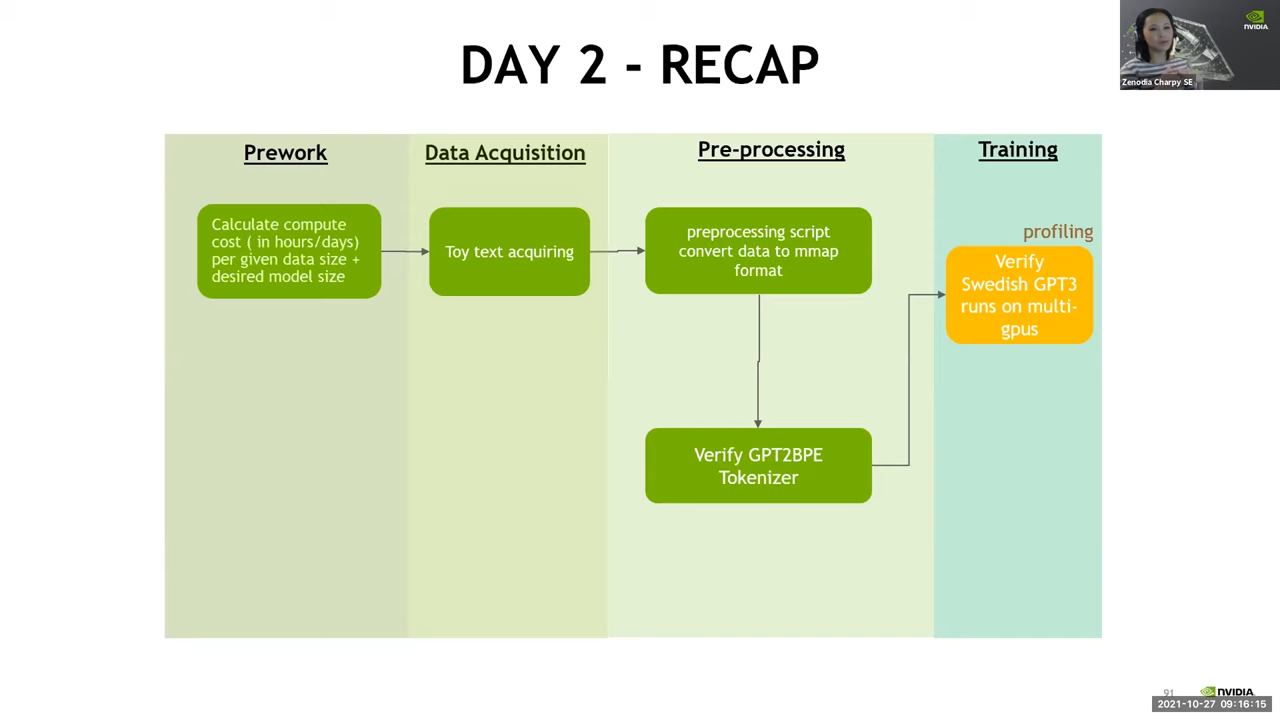 DAY 2 - RECAP
NVIDIA
Zenodia Charpy SE
Prework
Data Acquisition
Pre-processing
Training
Calculate compute
cost ( in hours/days)
per given data size +
desired model size
Toy text acquiring
preprocessing script
convert data to mmap
format
profiling
Verify
Swedish GPT3
runs on multi-
gpus
Verify GPT2BPE
Tokenizer
91
NVIDIA.
2021-10-27 09:16:15